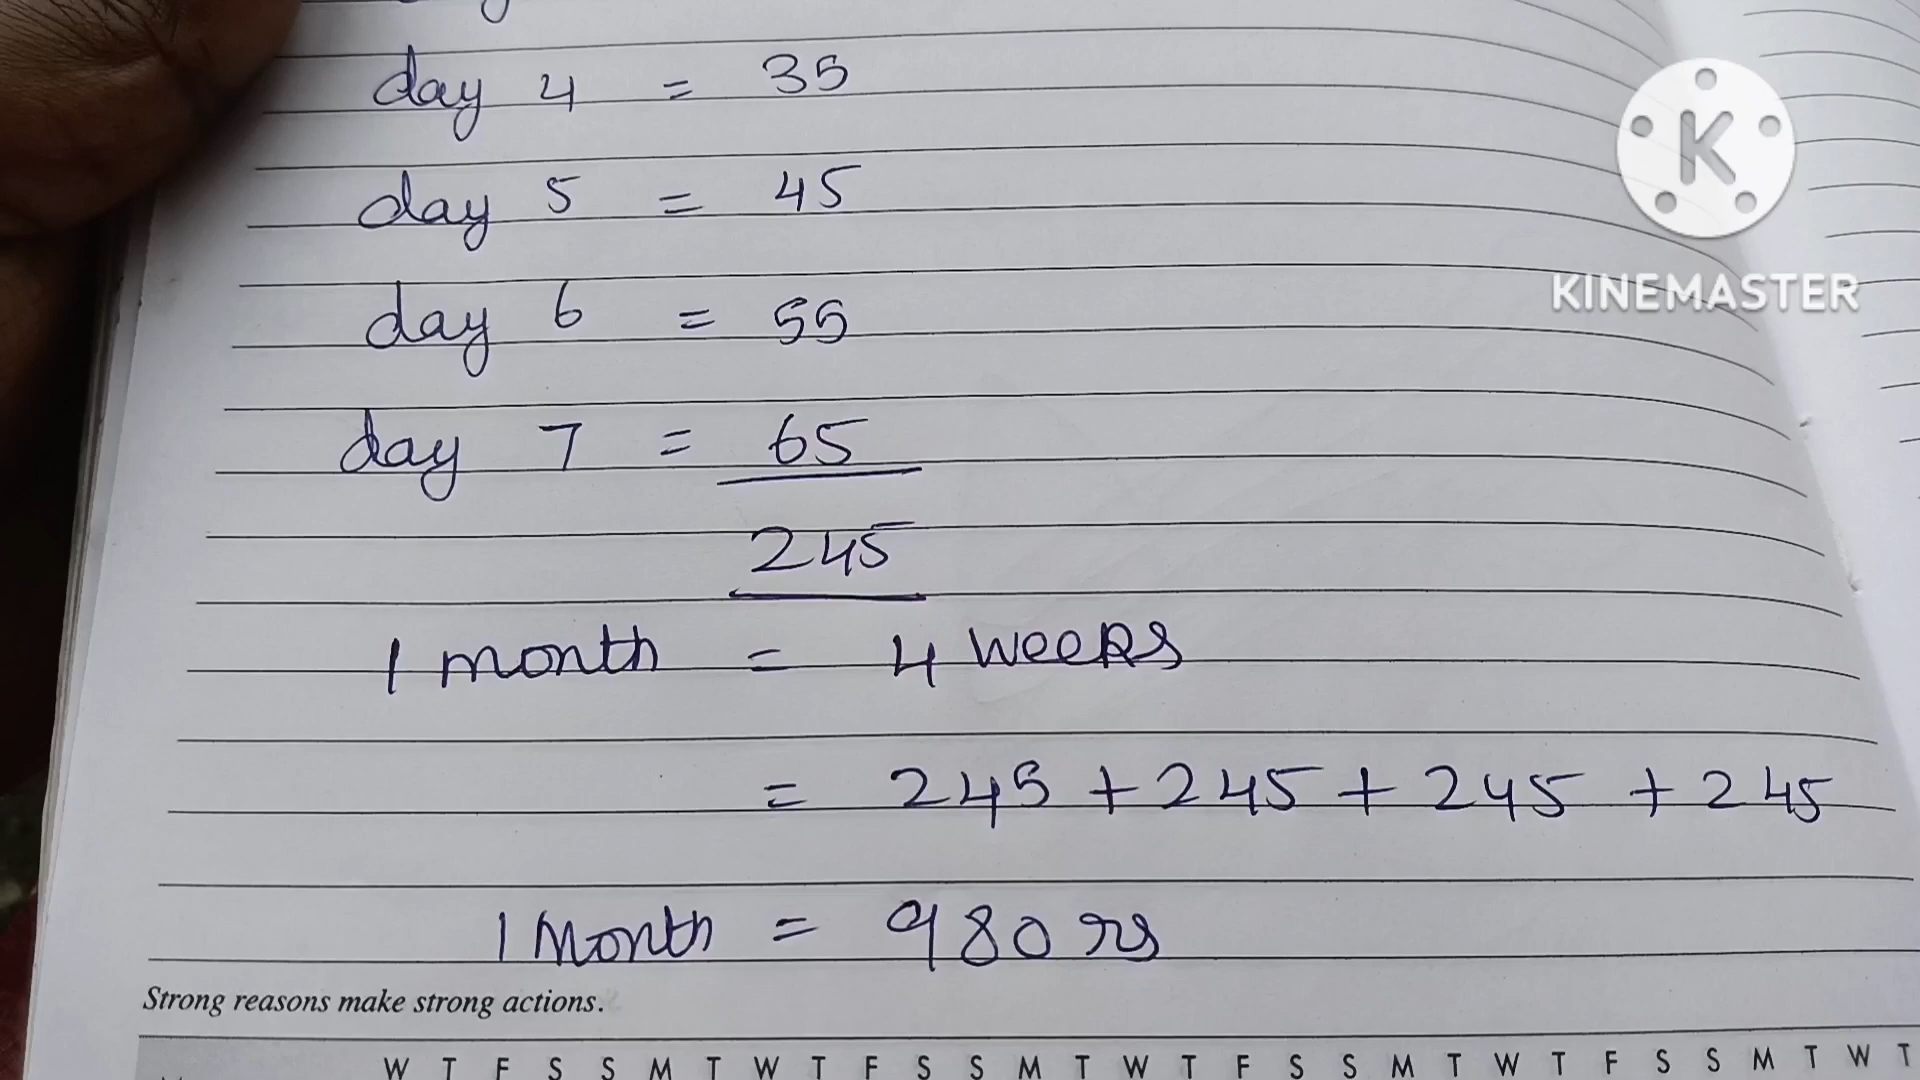 day 4 = 35
day 5 = 45
day 6 = 55
day 7 = 65
245
1 month = 4 weeks
= 245 + 245 + 245 + 245
1 Month = 980 rs
Strong reasons make strong actions.
W T F S S M T W T F S S M T W T F S S M T W T F S S M T W T
K
KINEMASTER